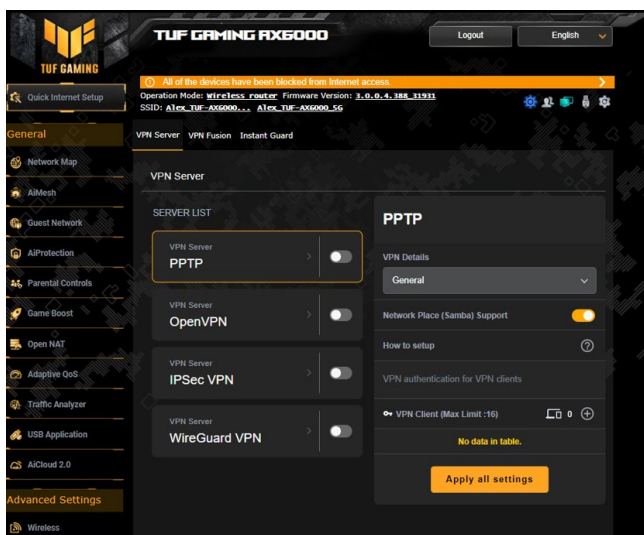 TUF GAMING
TUF GAMING AX6000
Logout
English
Quick Internet Setup
All of the devices have been blocked from Internet access.
Operation Mode: Wireless router Firmware Version: 3.0.0.4.388_31931
SSID: Alex_TUF-AX6000... Alex_TUF-AX6000_5G
General
Network Map
AiMesh
Guest Network
AiProtection
Parental Controls
Game Boost
Open NAT
Adaptive QoS
Traffic Analyzer
USB Application
AiCloud 2.0
Advanced Settings
Wireless
VPN Server VPN Fusion Instant Guard
VPN Server
SERVER LIST
VPN Server
PPTP
VPN Server
OpenVPN
VPN Server
IPSec VPN
VPN Server
WireGuard VPN
PPTP
VPN Details
General
Network Place (Samba) Support
How to setup
VPN authentication for VPN clients
VPN Client (Max Limit :16) 0
No data in table.
Apply all settings